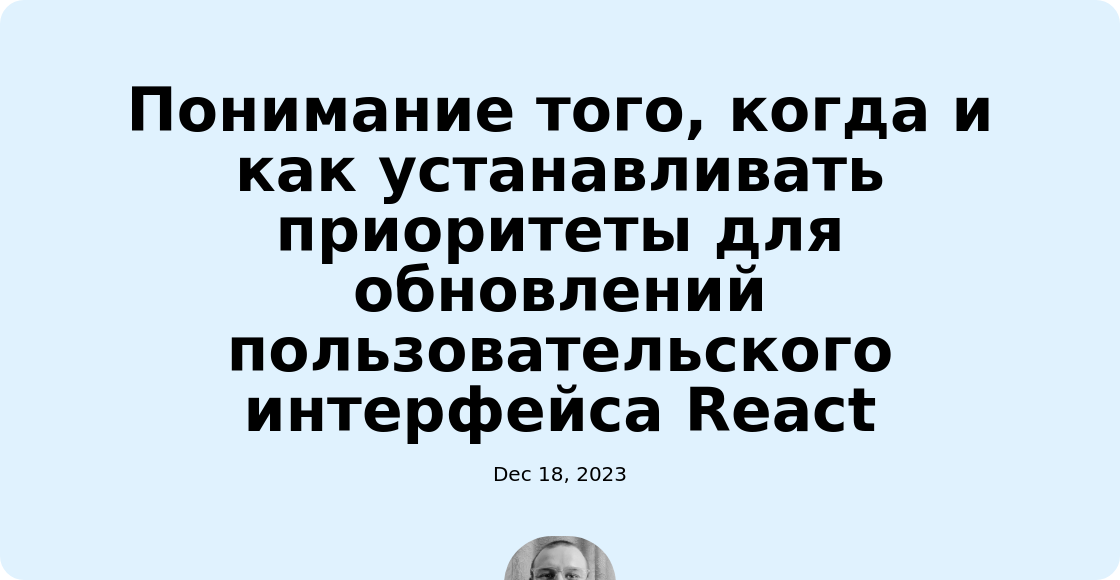 Понимание того, когда и
как устанавливать
приоритеты для
обновлений
пользовательского
интерфейса React
Dec 18, 2023